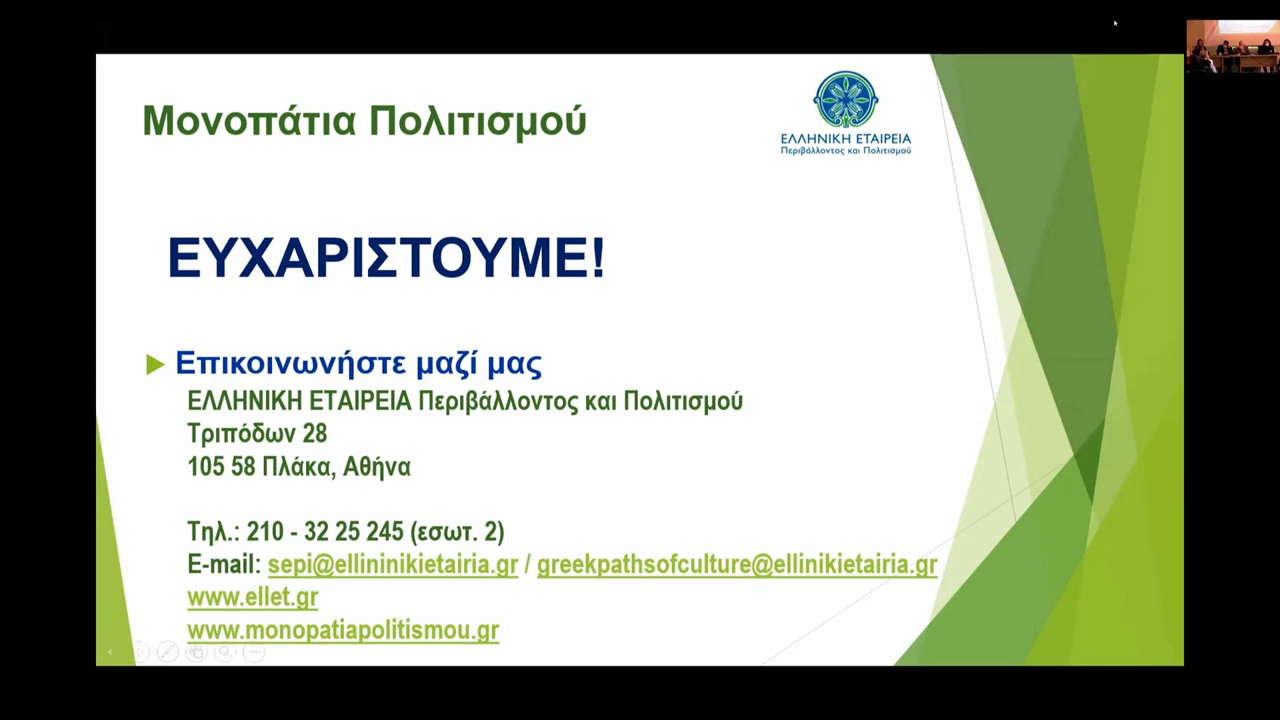 Μονοπάτια Πολιτισμού
ΕΛΛΗΝΙΚΗ ΕΤΑΙΡΕΙΑ
Περιβάλλοντος και Πολιτισμού
ΕΥΧΑΡΙΣΤΟΥΜΕ!
Επικοινωνήστε μαζί μας
ΕΛΛΗΝΙΚΗ ΕΤΑΙΡΕΙΑ Περιβάλλοντος και Πολιτισμού
Τριπόδων 28
105 58 Πλάκα, Αθήνα
Τηλ.: 210 - 32 25 245 (εσωτ. 2)
E-mail: sepi@ellininikietairia.gr / greekpathsofculture@ellinikietairia.gr
www.ellet.gr
www.monopatiapolitismou.gr